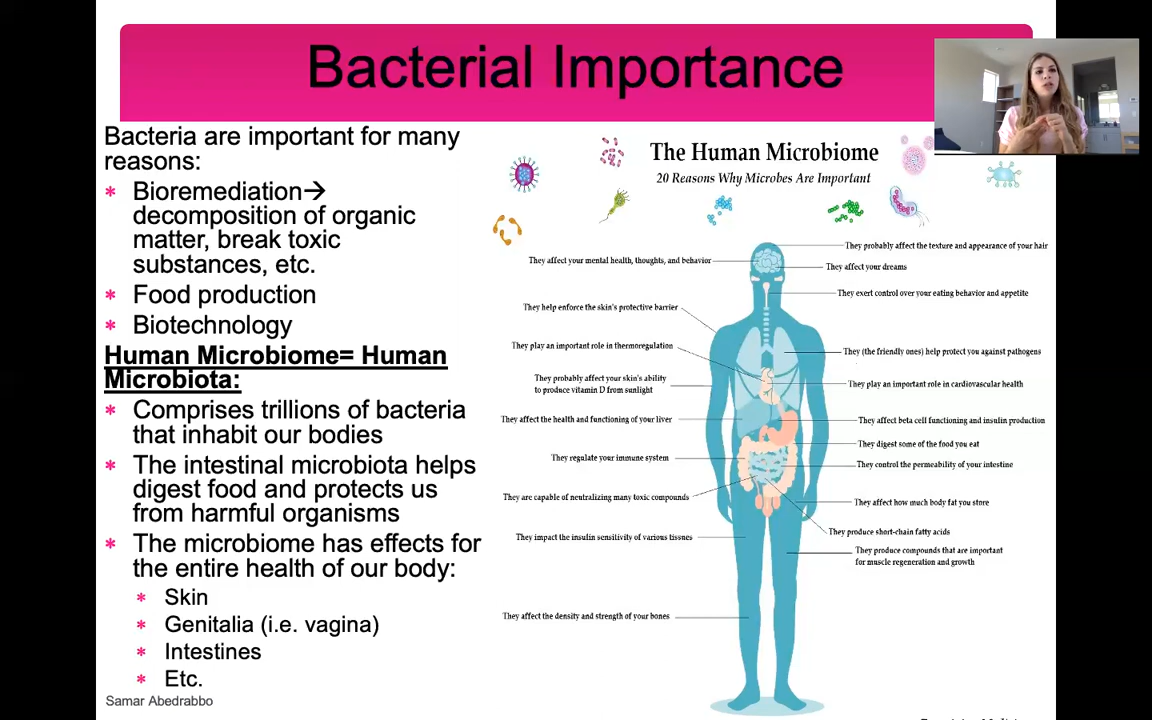 Bacterial Importance
Bacteria are important for many
reasons:
* Bioremediation→
decomposition of organic
matter, break toxic
substances, etc.
* Food production
* Biotechnology
Human Microbiome= Human
Microbiota:
* Comprises trillions of bacteria
that inhabit our bodies
* The intestinal microbiota helps
digest food and protects us
from harmful organisms
* The microbiome has effects for
the entire health of our body:
* Skin
* Genitalia (i.e. vagina)
* Intestines
* Etc.
Samar Abedrabbo
The Human Microbiome
20 Reasons Why Microbes Are Important
They affect your mental health, thoughts, and behavior
They help enforce the skin's protective barrier
They play an important role in thermoregulation
They probably affect your skin's ability
to produce vitamin D from sunlight
They affect the health and functioning of your liver
They regulate your immune system
They are capable of neutralizing many toxic compounds
They impact the insulin sensitivity of various tissues
They affect the density and strength of your bones
They probably affect the texture and appearance of your hair
They affect your dreams
They exert control over your eating behavior and appetite
They (the friendly ones) help protect you against pathogens
They play an important role in cardiovascular health
They affect beta cell functioning and insulin production
They digest some of the food you eat
They control the permeability of your intestine
They affect how much body fat you store
They produce short-chain fatty acids
They produce compounds that are important
for muscle regeneration and growth